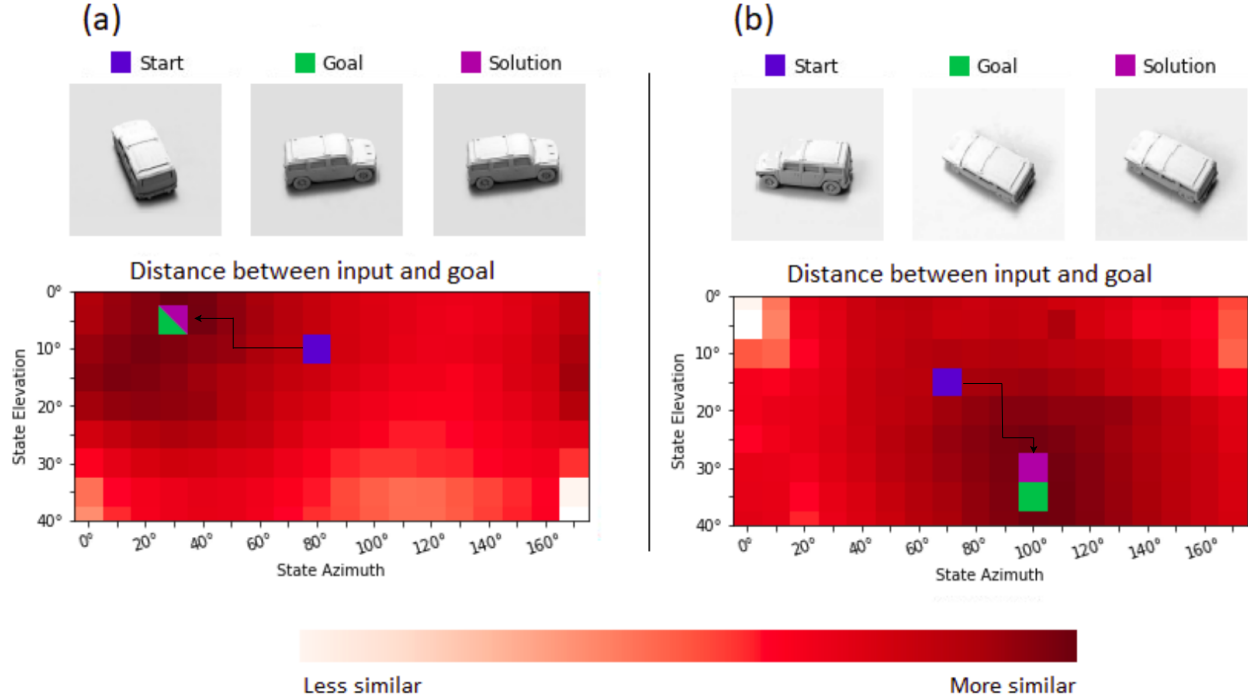 (a)
Start
Goal
Solution
Distance between input and goal
0°
10°
20°
30°
40°
State Elevation
0°
20°
40°
60°
80°
100°
120°
140°
160°
State Azimuth
(b)
Start
Goal
Solution
Distance between input and goal
0°
10°
20°
30°
40°
State Elevation
0°
20°
40°
60°
80°
100°
120°
140°
160°
State Azimuth
Less similar
More similar